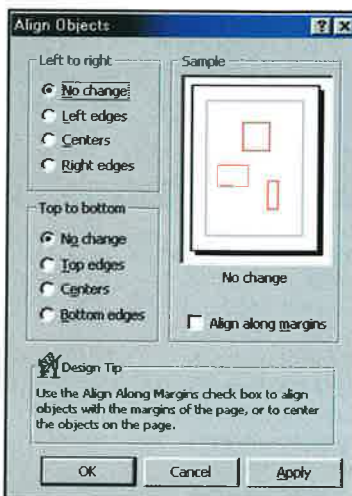 Align Objects
Left to right
No change
Left edges
Centers
Right edges
Top to bottom
No change
Top edges
Centers
Bottom edges
Sample
No change
Align along margins
Design Tip
Use the Align Along Margins check box to align
objects with the margins of the page, or to center
the objects on the page.
OK
Cancel
Apply